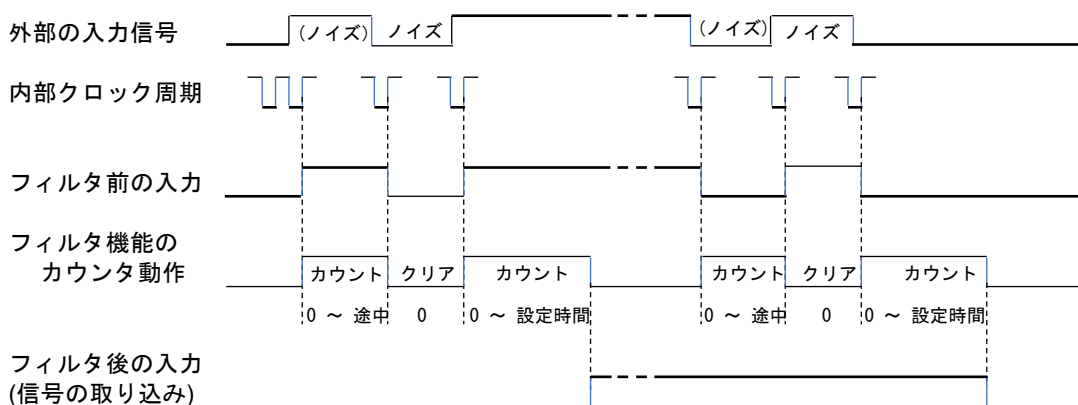 外部の入力信号
(ノイズ) ノイズ (ノイズ) ノイズ
内部クロック周期
フィルタ前の入力
フィルタ機能の
カウンタ動作
カウント クリア カウント カウント クリア カウント
0 ～ 途中 0 0 ～ 設定時間 0 ～ 途中 0 0 ～ 設定時間
フィルタ後の入力
(信号の取り込み)